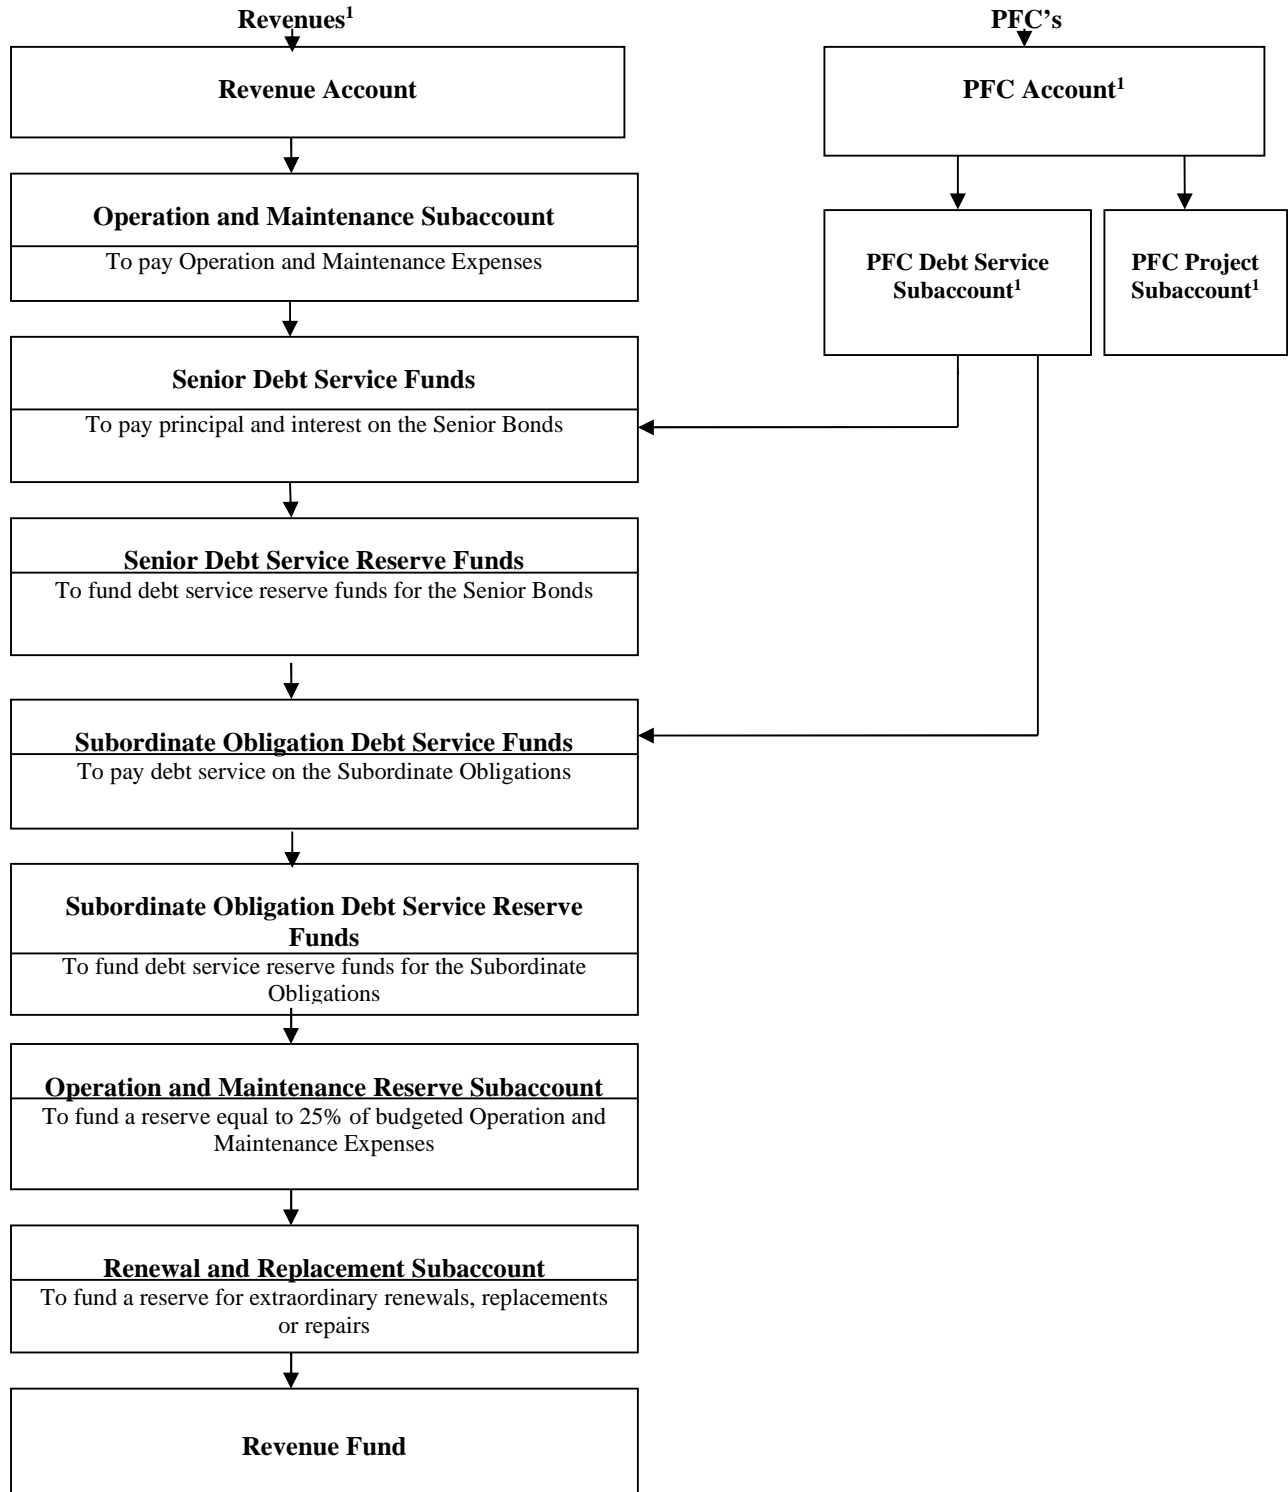 Revenues¹
Revenue Account
Operation and Maintenance Subaccount
To pay Operation and Maintenance Expenses
Senior Debt Service Funds
To pay principal and interest on the Senior Bonds
Senior Debt Service Reserve Funds
To fund debt service reserve funds for the Senior Bonds
Subordinate Obligation Debt Service Funds
To pay debt service on the Subordinate Obligations
Subordinate Obligation Debt Service Reserve
Funds
To fund debt service reserve funds for the Subordinate
Obligations
Operation and Maintenance Reserve Subaccount
To fund a reserve equal to 25% of budgeted Operation and
Maintenance Expenses
Renewal and Replacement Subaccount
To fund a reserve for extraordinary renewals, replacements
or repairs
Revenue Fund
PFC’s
PFC Account¹
PFC Debt Service
Subaccount¹
PFC Project
Subaccount¹